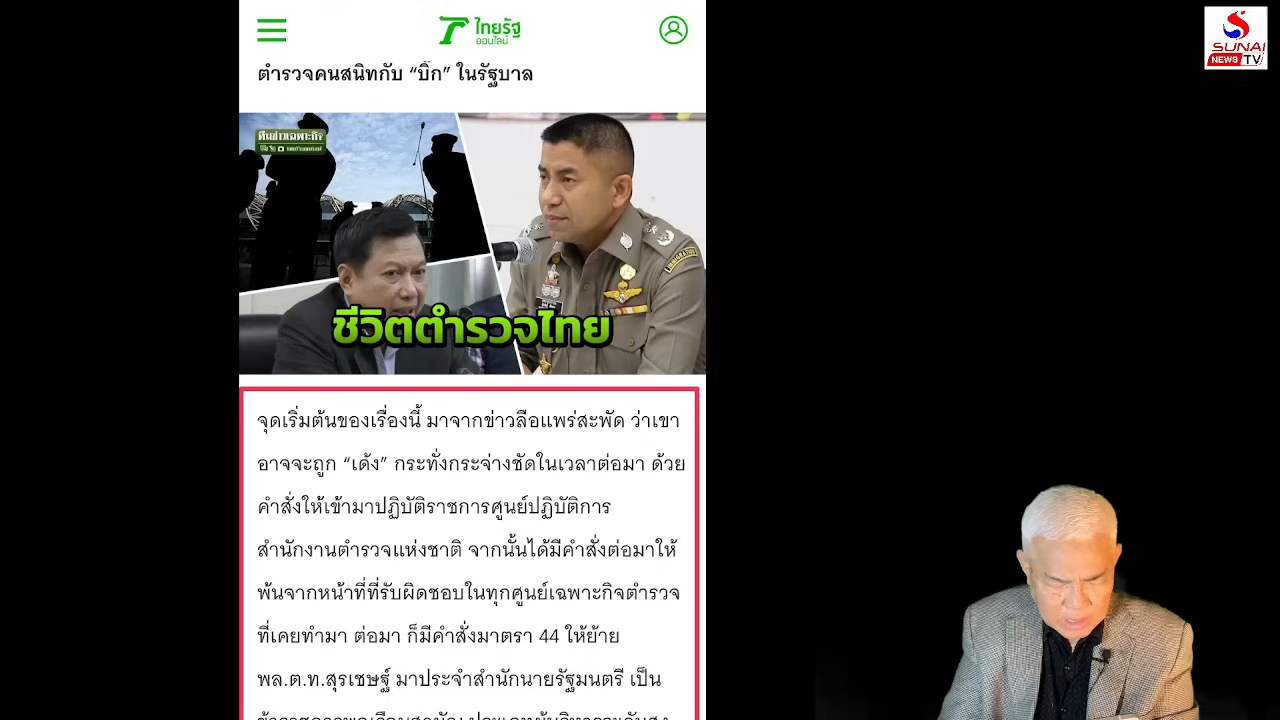 ไทยรัฐ
ออนไลน์
SUNAI
NEWS TV
ตำรวจคนสนิทกับ “บิ๊ก” ในรัฐบาล
ทีมข่าวเฉพาะกิจ
ชีวิตตำรวจไทย
จุดเริ่มต้นของเรื่องนี้ มาจากข่าวลือแพร่สะพัด ว่าเขา
อาจจะถูก “เด้ง” กระทั่งกระจ่างชัดในเวลาต่อมา ด้วย
คำสั่งให้เข้ามาปฏิบัติราชการศูนย์ปฏิบัติการ
สำนักงานตำรวจแห่งชาติ จากนั้นได้มีคำสั่งต่อมาให้
พ้นจากหน้าที่ที่รับผิดชอบในทุกศูนย์เฉพาะกิจตำรวจ
ที่เคยทำมา ต่อมา ก็มีคำสั่งมาตรา 44 ให้ย้าย
พล.ต.ท.สุรเชษฐ์ มาประจำสำนักนายรัฐมนตรี เป็น